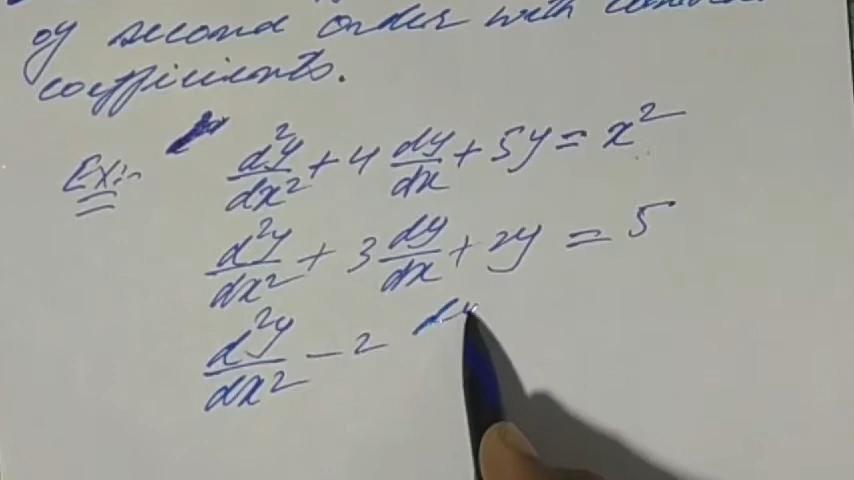 of second order with
coefficients.
Ex:- d²y/dx² + 4 dy/dx + 5y = x²
d²y/dx² + 3 dy/dx + 2y = 5
d²y/dx² - 2 dy